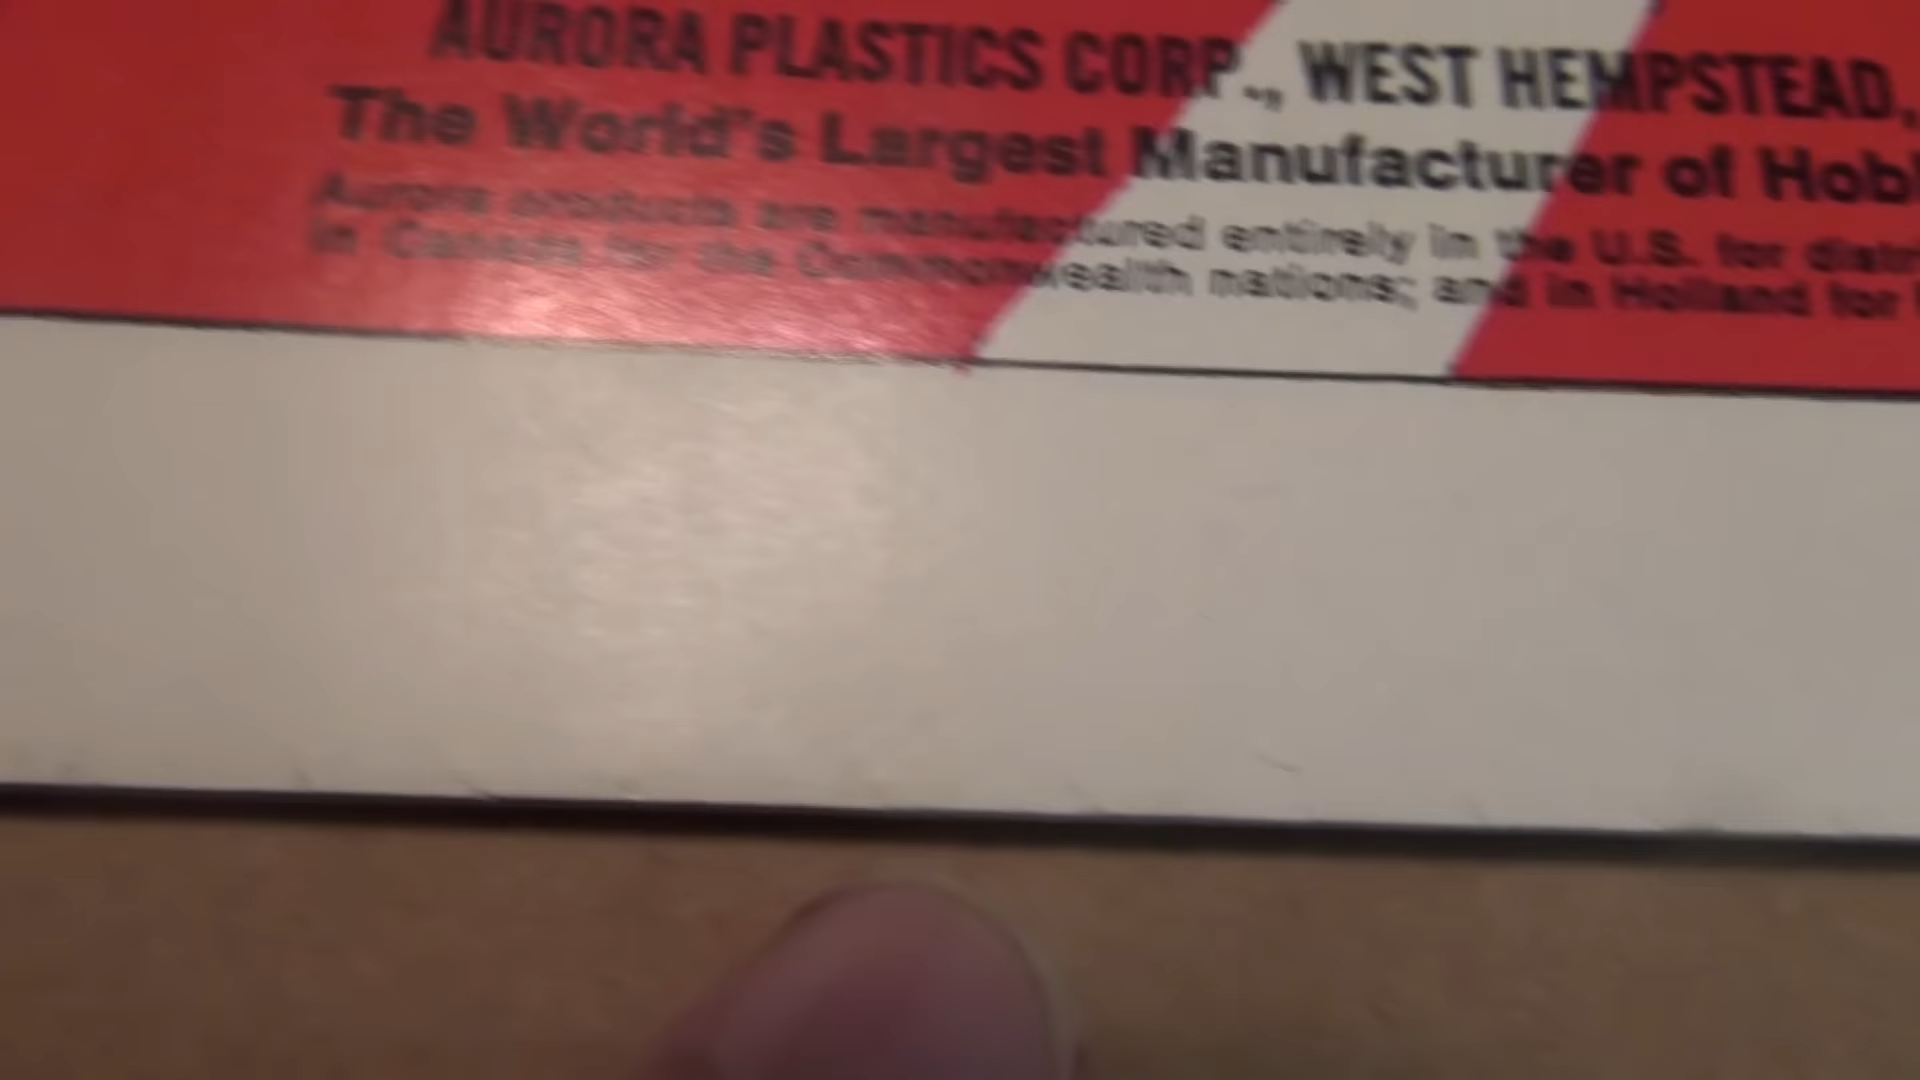 AURORA PLASTICS CORP., WEST HEMPSTEAD,
The World's Largest Manufacturer of
Aurora products are manufactured entirely in the U.S. for
in Canada for the Commonwealth nations; and in Holland for